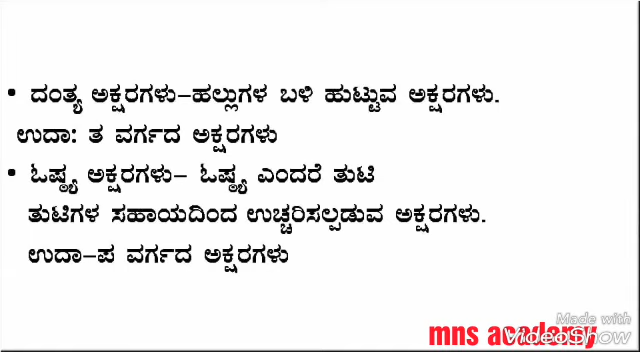 • ದಂತ್ಯ ಅಕ್ಷರಗಳು-ಹಲ್ಲುಗಳ ಬಳಿ ಹುಟ್ಟುವ ಅಕ್ಷರಗಳು.
ಉದಾ: ತ ವರ್ಗದ ಅಕ್ಷರಗಳು
• ಓಷ್ಠ್ಯ ಅಕ್ಷರಗಳು- ಓಷ್ಠ್ಯ ಎಂದರೆ ತುಟಿ
ತುಟಿಗಳ ಸಹಾಯದಿಂದ ಉಚ್ಚರಿಸಲ್ಪಡುವ ಅಕ್ಷರಗಳು.
ಉದಾ-ಪ ವರ್ಗದ ಅಕ್ಷರಗಳು
Made with
mns academy
VideoShow